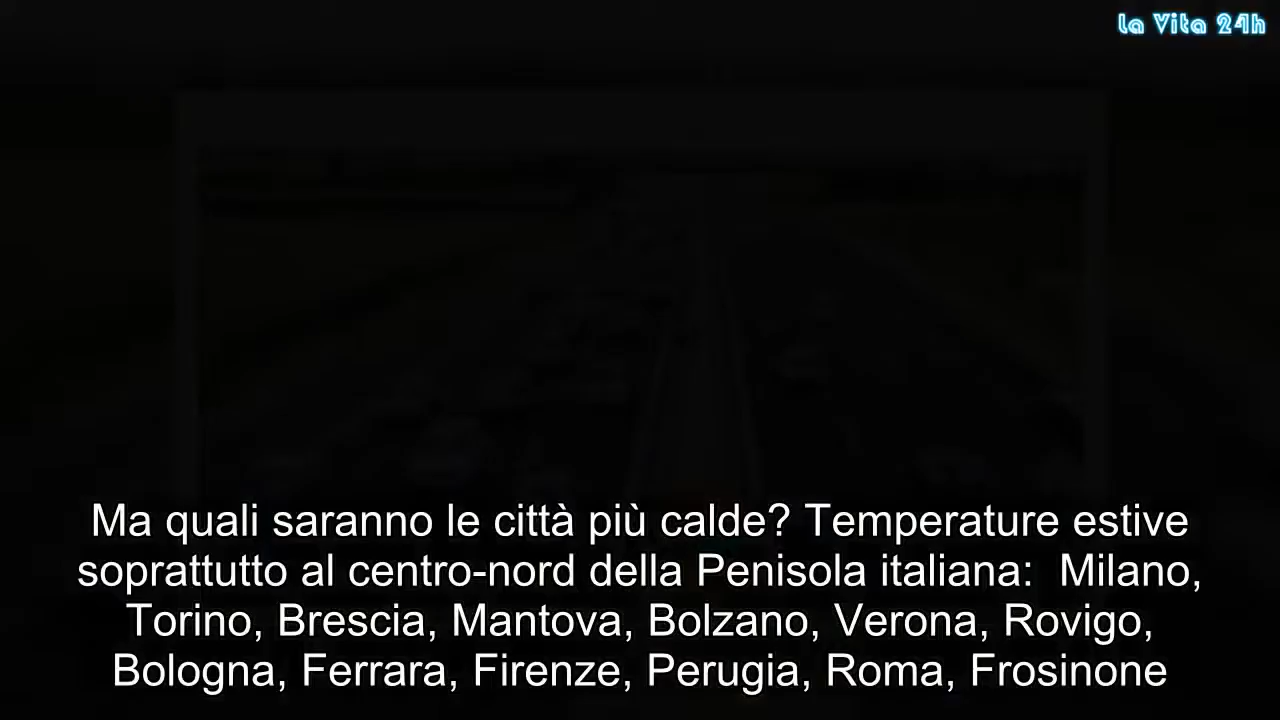 La Vita 24h
Ma quali saranno le città più calde? Temperature estive
soprattutto al centro-nord della Penisola italiana:  Milano,
Torino, Brescia, Mantova, Bolzano, Verona, Rovigo,
Bologna, Ferrara, Firenze, Perugia, Roma, Frosinone